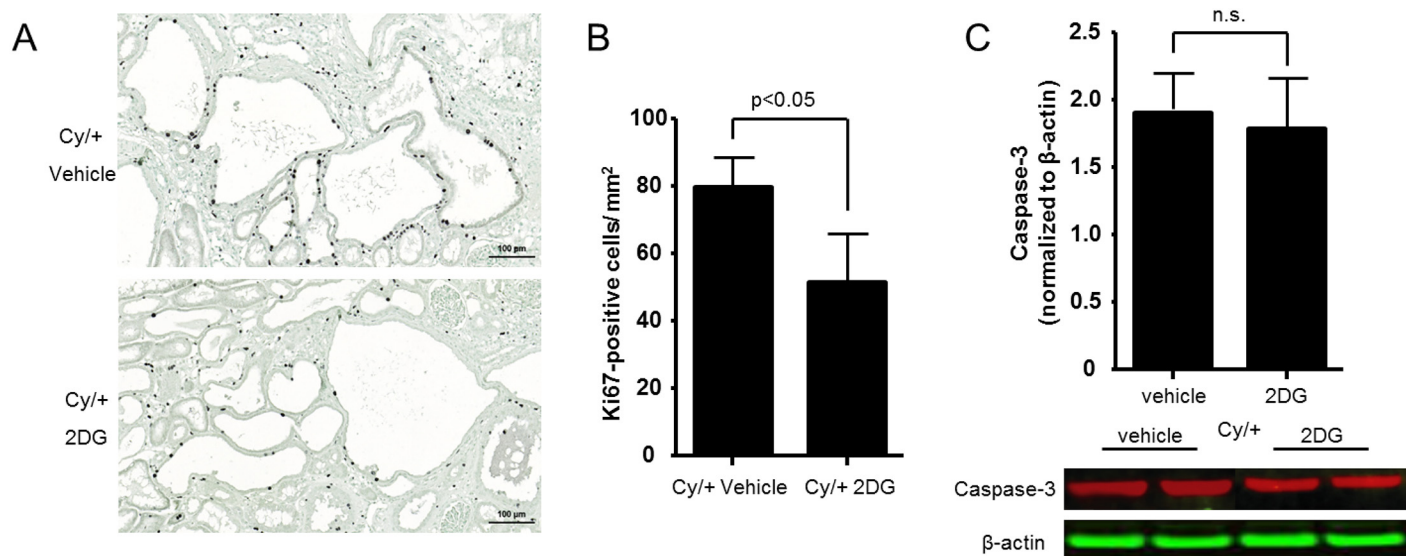 A
Cy/+
Vehicle
100 µm
Cy/+
2DG
100 µm
B
p<0.05
Ki67-positive cells/mm²
100
80
60
40
20
0
Cy/+ Vehicle
Cy/+ 2DG
C
n.s.
Caspase-3
(normalized to β-actin)
2.5
2.0
1.5
1.0
0.5
0
vehicle
2DG
vehicle
Cy/+
2DG
Caspase-3
β-actin